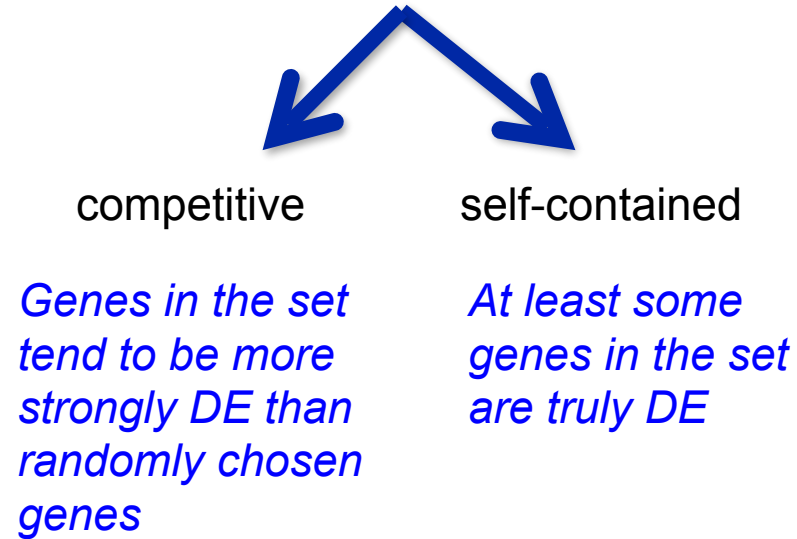 competitive
self-contained
Genes in the set
tend to be more
strongly DE than
randomly chosen
genes
At least some
genes in the set
are truly DE